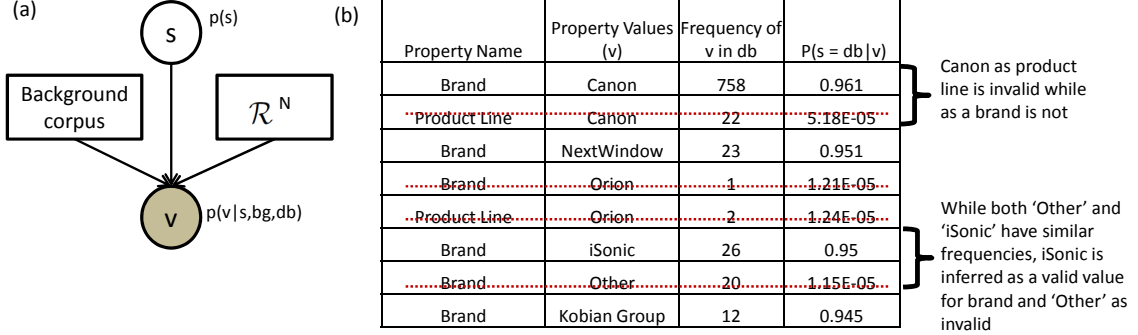 (a)
s
p(s)
Background
corpus
ℛ N
v
p(v|s,bg,db)
(b)
Property Name
Property Values
(v)
Frequency of
v in db
P(s = db|v)
Brand Canon 758 0.961
Product Line Canon 22 5.18E-05
Brand NextWindow 23 0.951
Brand Orion 1 1.21E-05
Product Line Orion 2 1.24E-05
Brand iSonic 26 0.95
Brand Other 20 1.15E-05
Brand Kobian Group 12 0.945
Canon as product
line is invalid while
as a brand is not
While both ‘Other’ and
‘iSonic’ have similar
frequencies, iSonic is
inferred as a valid value
for brand and ‘Other’ as
invalid